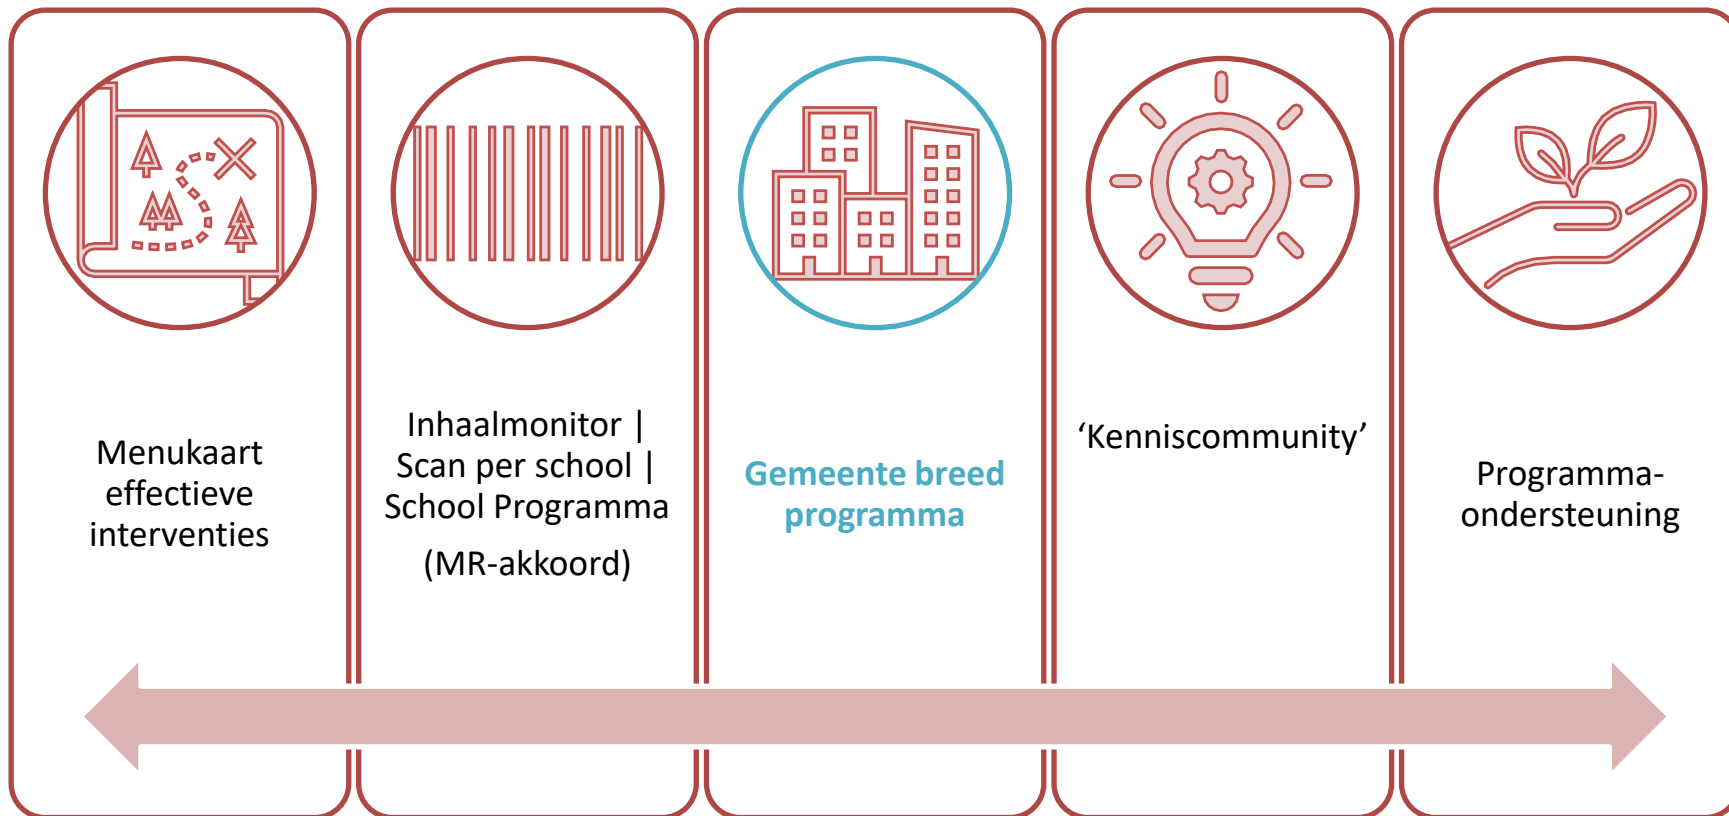 Menukaart
effectieve
interventies
Inhaalmonitor |
Scan per school |
School Programma
(MR-akkoord)
Gemeente breed
programma
‘Kenniscommunity’
Programma-
ondersteuning